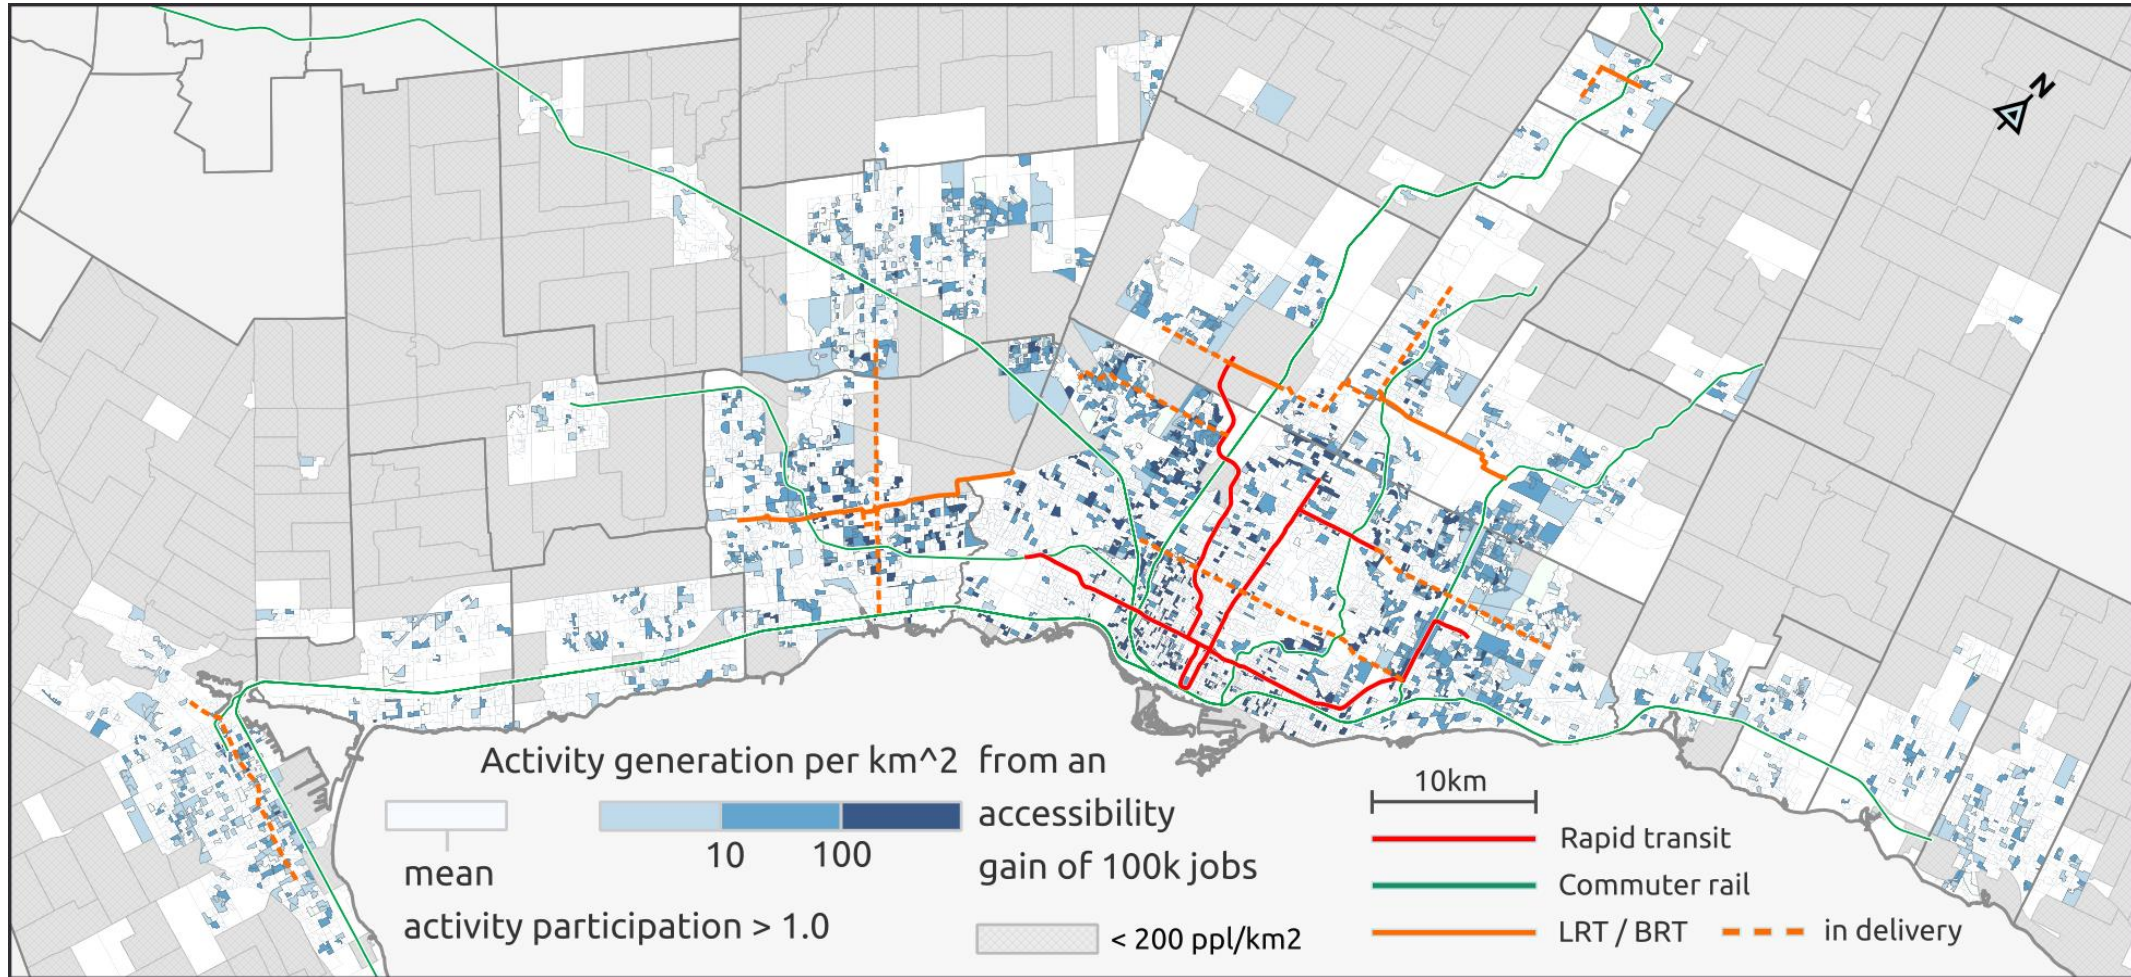 N
Activity generation per km^2 from an
accessibility
gain of 100k jobs
10 100
mean
activity participation > 1.0
< 200 ppl/km2
10km
Rapid transit
Commuter rail
LRT / BRT in delivery